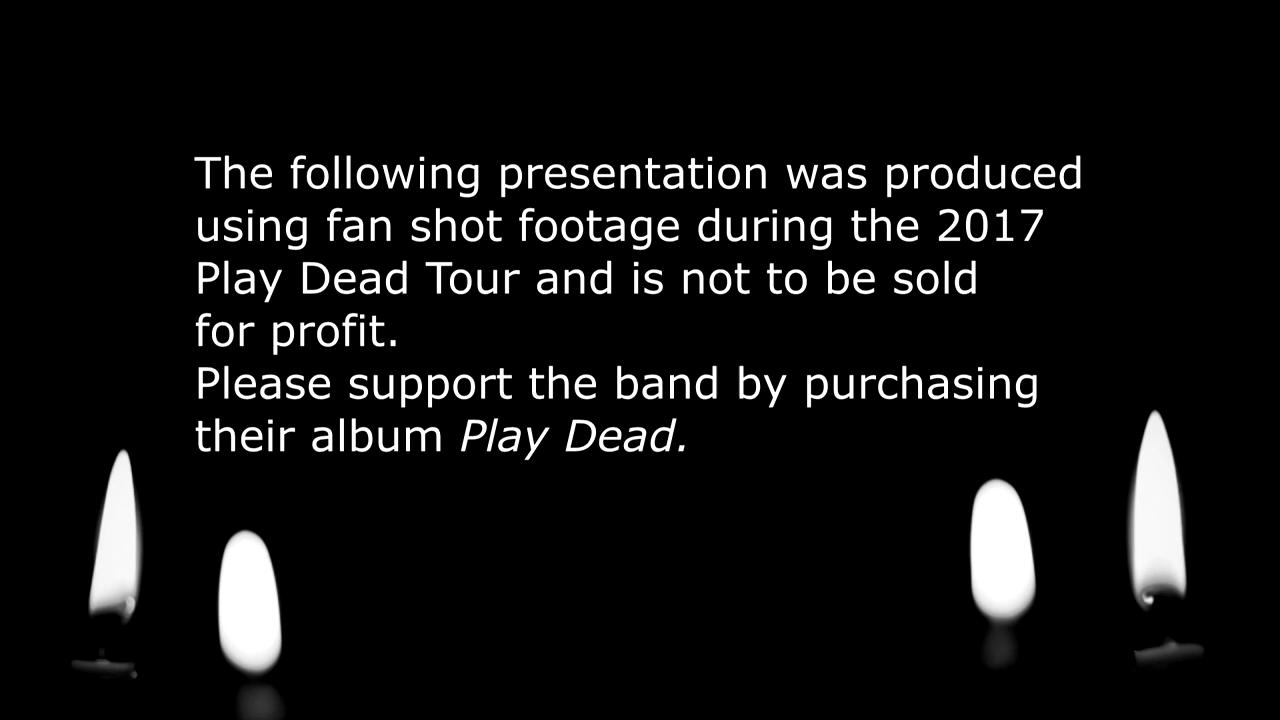 The following presentation was produced
using fan shot footage during the 2017
Play Dead Tour and is not to be sold
for profit.
Please support the band by purchasing
their album Play Dead.